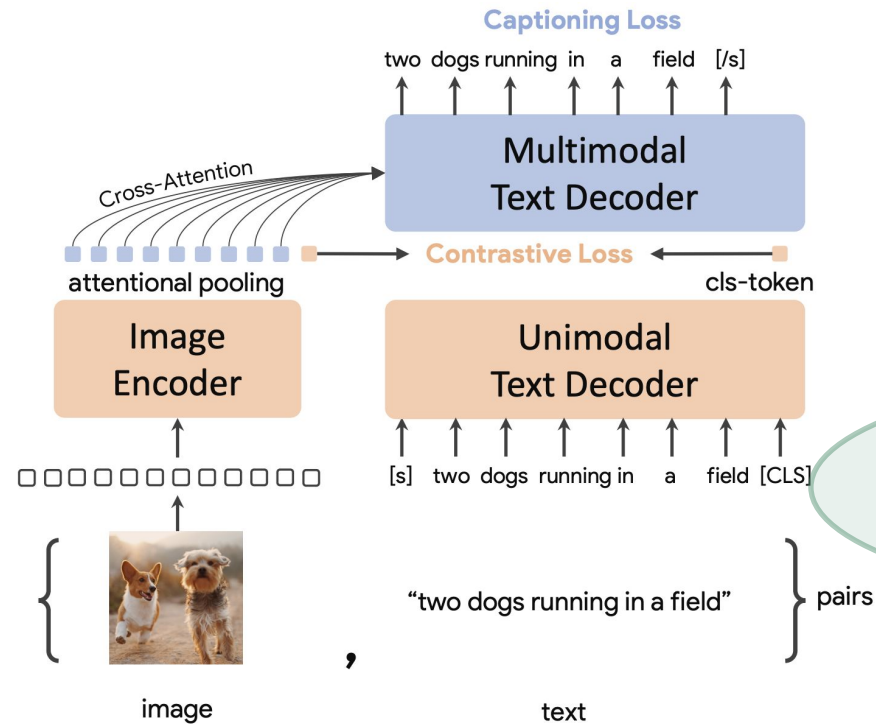 Captioning Loss
two dogs running in a field [/s]
Multimodal
Text Decoder
Cross-Attention
Contrastive Loss
attentional pooling
cls-token
Image
Encoder
Unimodal
Text Decoder
[s] two dogs running in a field [CLS]
“two dogs running in a field”
pairs
,
image
text